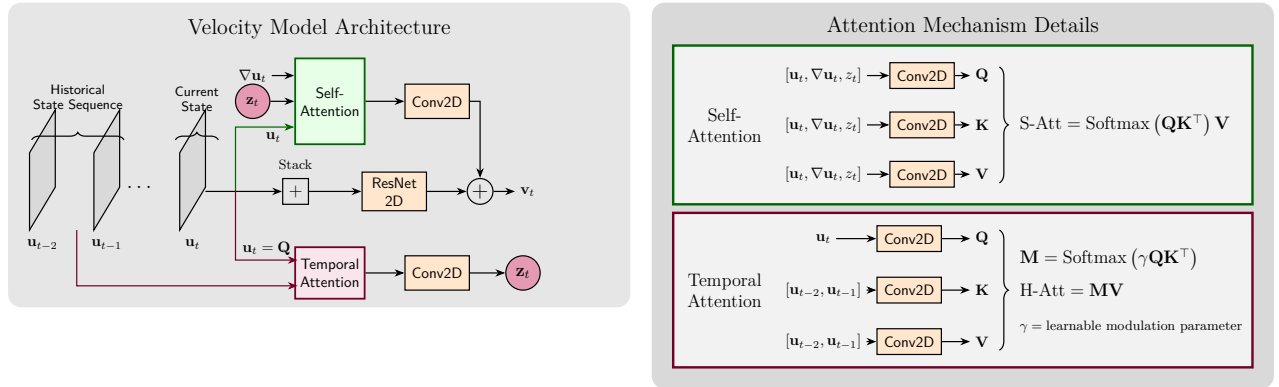 Velocity Model Architecture
Historical
State Sequence
Current
State
∇u_t
z_t
u_t
Self-
Attention
Conv2D
Stack
+
ResNet
2D
+
v_t
. . .
u_{t−2}
u_{t−1}
u_t
u_t = Q
Temporal
Attention
Conv2D
z_t
Attention Mechanism Details
Self-
Attention
[u_t, ∇u_t, z_t] Conv2D Q
[u_t, ∇u_t, z_t] Conv2D K
[u_t, ∇u_t, z_t] Conv2D V
S-Att = Softmax (QK^⊤) V
Temporal
Attention
u_t Conv2D Q
[u_{t−2}, u_{t−1}] Conv2D K
[u_{t−2}, u_{t−1}] Conv2D V
M = Softmax (γQK^⊤)
H-Att = MV
γ = learnable modulation parameter